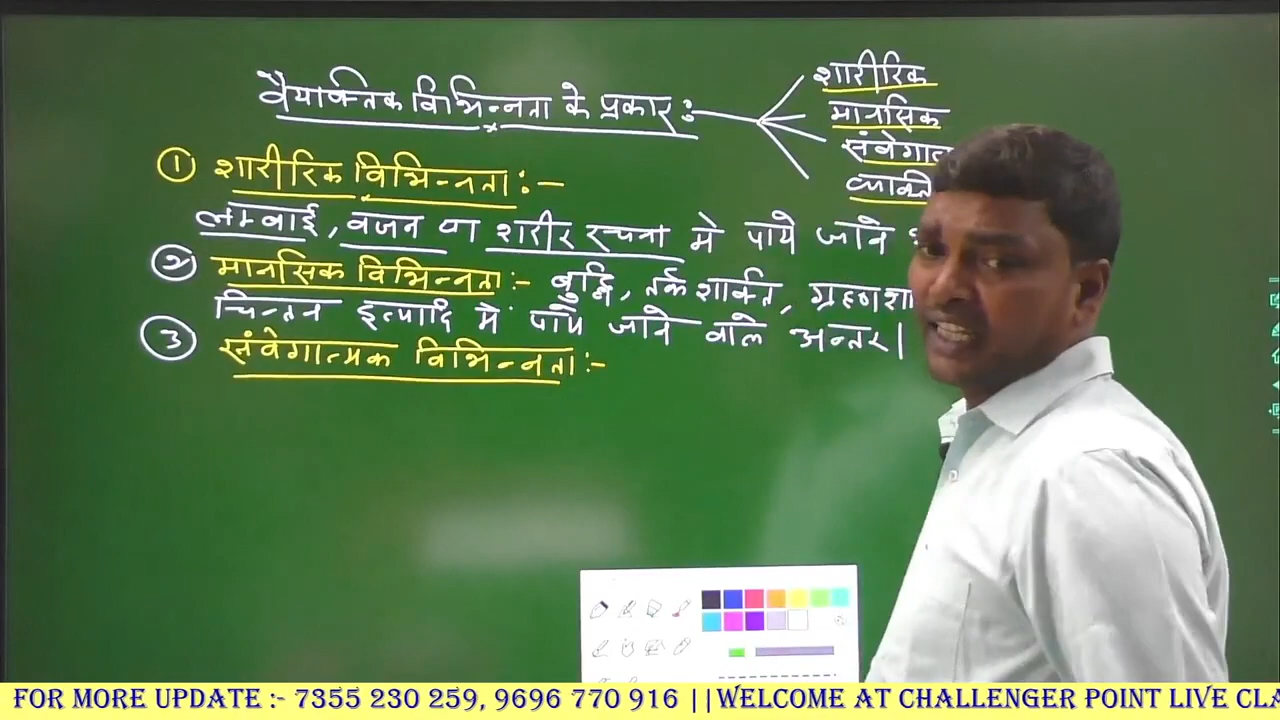 वैयक्तिक विभिन्नता के प्रकार:
शारीरिक
मानसिक
① शारीरिक विभिन्नता :-
लम्बाई, वजन या शरीर रचना में पाये जाने
② मानसिक विभिन्नता :- बुद्धि, तर्क शक्ति,
चिन्तन इत्यादि में पाये जाने वाले अन्तर।
③ संवेगात्मक विभिन्नता :-
FOR MORE UPDATE :- 7355 230 259, 9696 770 916 ||WELCOME AT CHALLENGER POINT LIVE